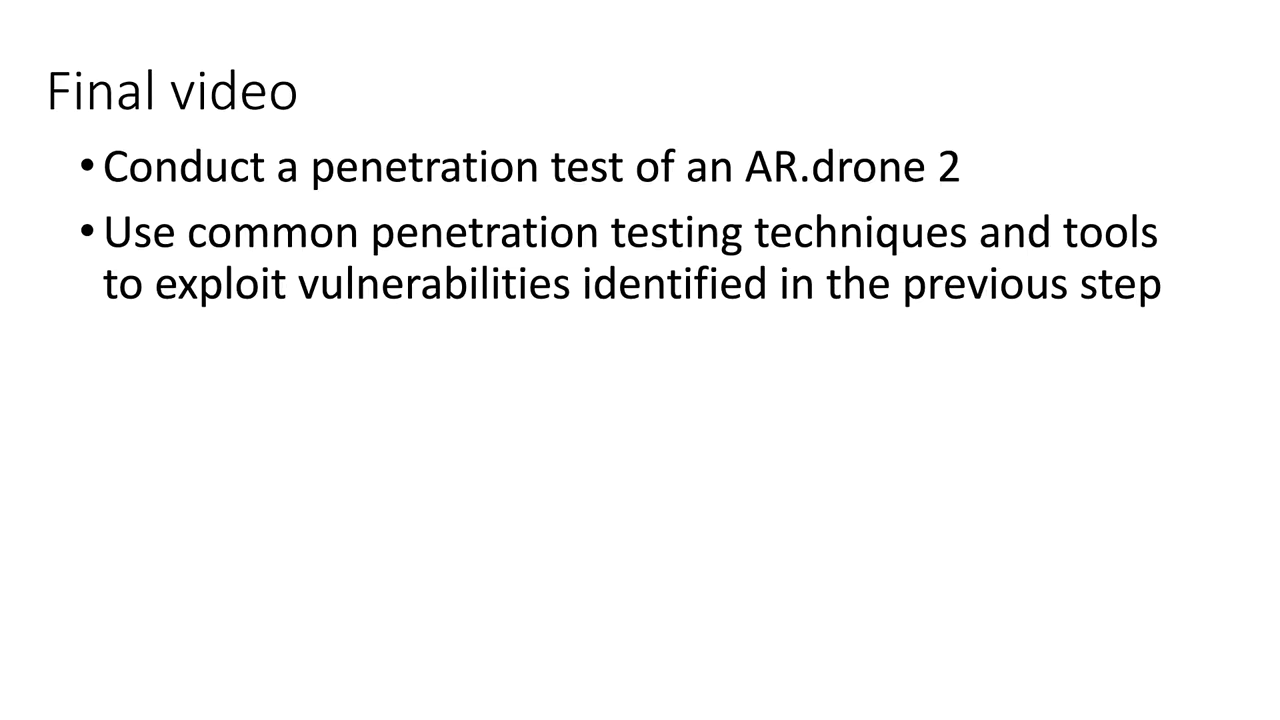 Final video
• Conduct a penetration test of an AR.drone 2
• Use common penetration testing techniques and tools
to exploit vulnerabilities identified in the previous step